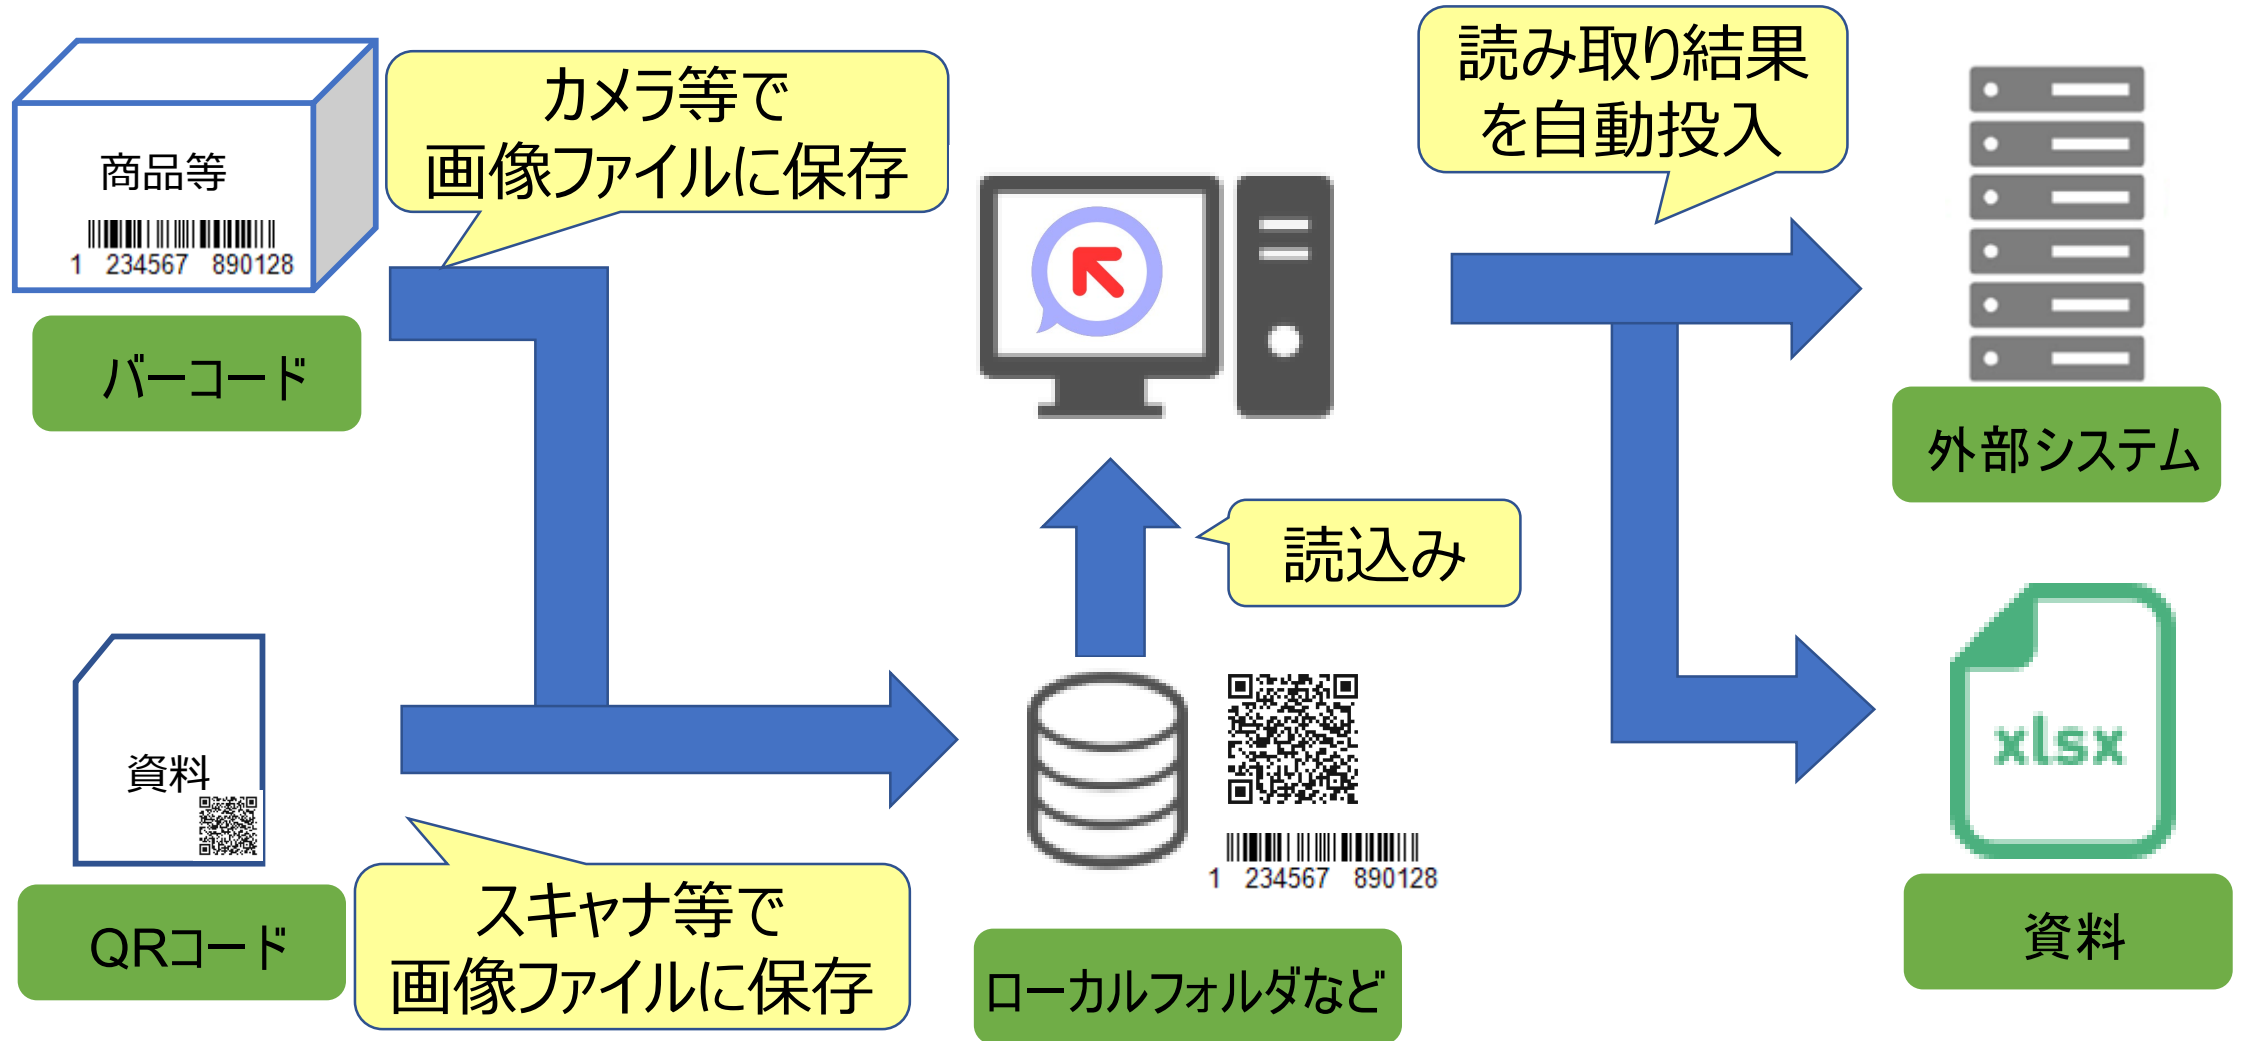 カメラ等で
画像ファイルに保存
読み取り結果
を自動投入
商品等
1 234567 890128
バーコード
外部システム
読込み
xlsx
資料
1 234567 890128
スキャナ等で
画像ファイルに保存
QRコード
ローカルフォルダなど
資料